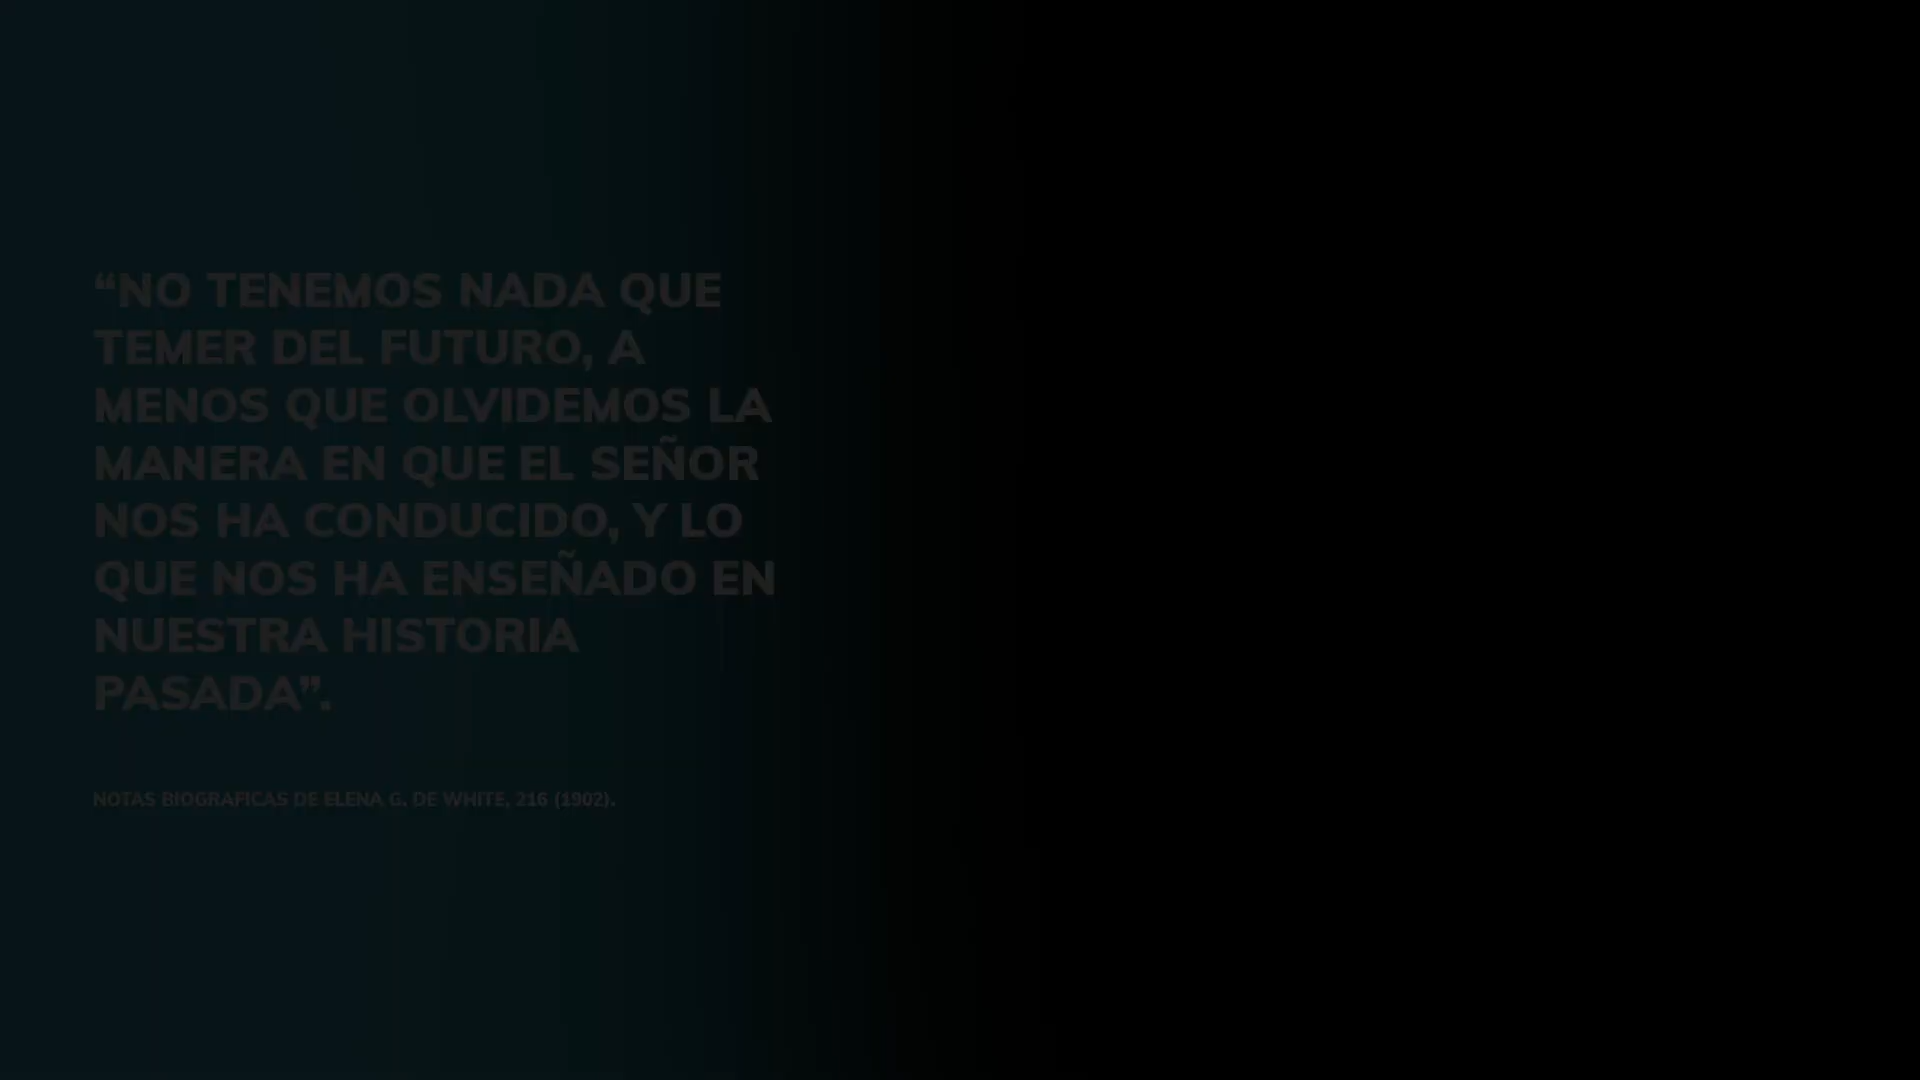 “NO TENEMOS NADA QUE
TEMER DEL FUTURO, A
MENOS QUE OLVIDEMOS LA
MANERA EN QUE EL SEÑOR
NOS HA CONDUCIDO, Y LO
QUE NOS HA ENSEÑADO EN
NUESTRA HISTORIA
PASADA”.
NOTAS BIOGRAFICAS DE ELENA G. DE WHITE, 216 (1902).